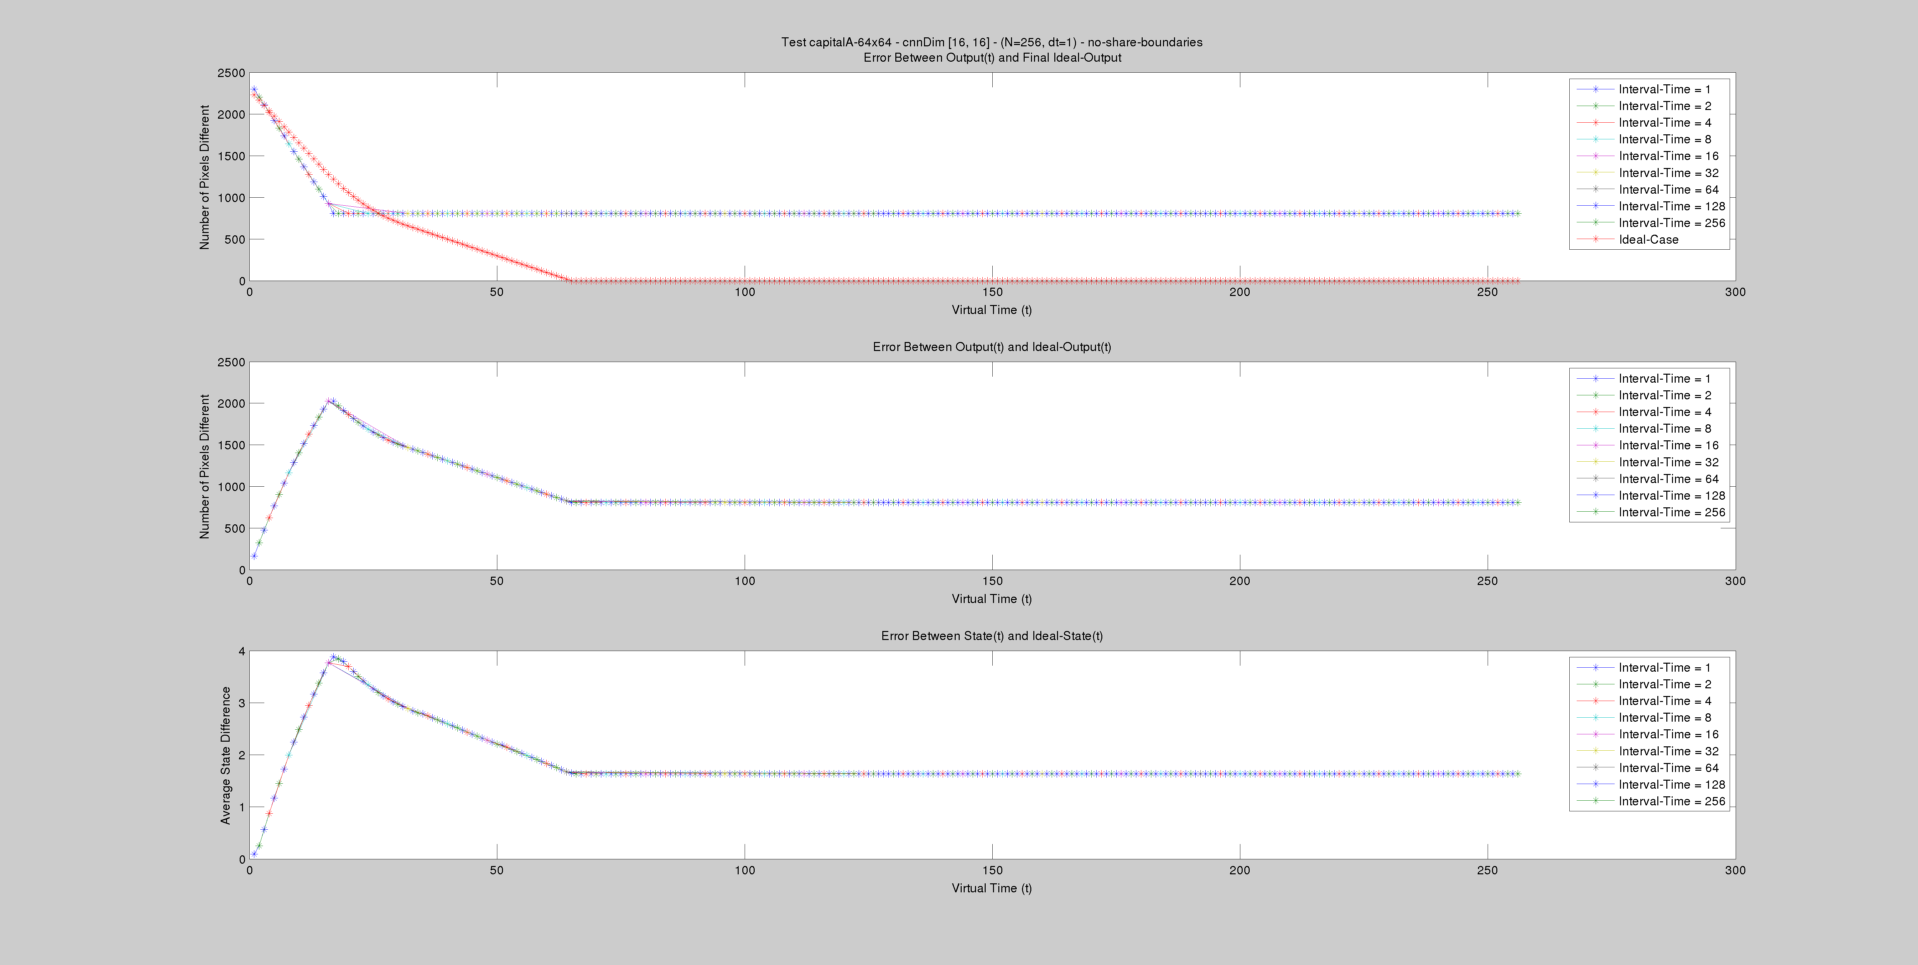 Test capitalA-64x64 - cnnDim [16, 16] - (N=256, dt=1) - no-share-boundaries
Error Between Output(t) and Final Ideal-Output
Number of Pixels Different
2500
2000
1500
1000
500
0
0 50 100 150 200 250 300
Virtual Time (t)
Interval-Time = 1
Interval-Time = 2
Interval-Time = 4
Interval-Time = 8
Interval-Time = 16
Interval-Time = 32
Interval-Time = 64
Interval-Time = 128
Interval-Time = 256
Ideal-Case
Error Between Output(t) and Ideal-Output(t)
Number of Pixels Different
2500
2000
1500
1000
500
0
0 50 100 150 200 250 300
Virtual Time (t)
Interval-Time = 1
Interval-Time = 2
Interval-Time = 4
Interval-Time = 8
Interval-Time = 16
Interval-Time = 32
Interval-Time = 64
Interval-Time = 128
Interval-Time = 256
Error Between State(t) and Ideal-State(t)
Average State Difference
4
3
2
1
0
0 50 100 150 200 250 300
Virtual Time (t)
Interval-Time = 1
Interval-Time = 2
Interval-Time = 4
Interval-Time = 8
Interval-Time = 16
Interval-Time = 32
Interval-Time = 64
Interval-Time = 128
Interval-Time = 256